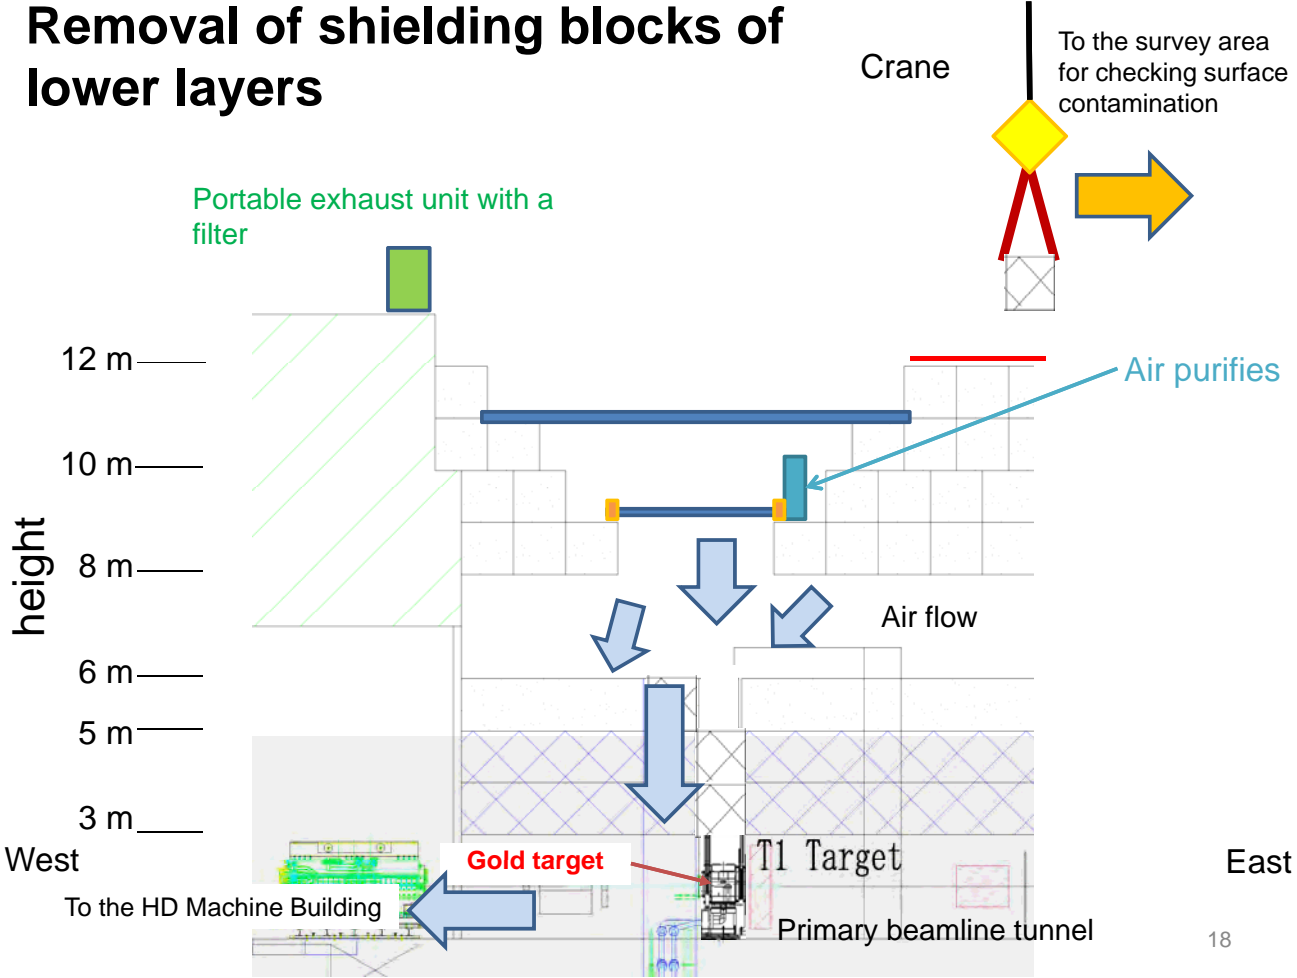 Removal of shielding blocks of
lower layers
Crane
To the survey area
for checking surface
contamination
Portable exhaust unit with a
filter
12 m
Air purifies
10 m
height
8 m
Air flow
6 m
5 m
3 m
West
Gold target
T1 Target
East
To the HD Machine Building
Primary beamline tunnel
18